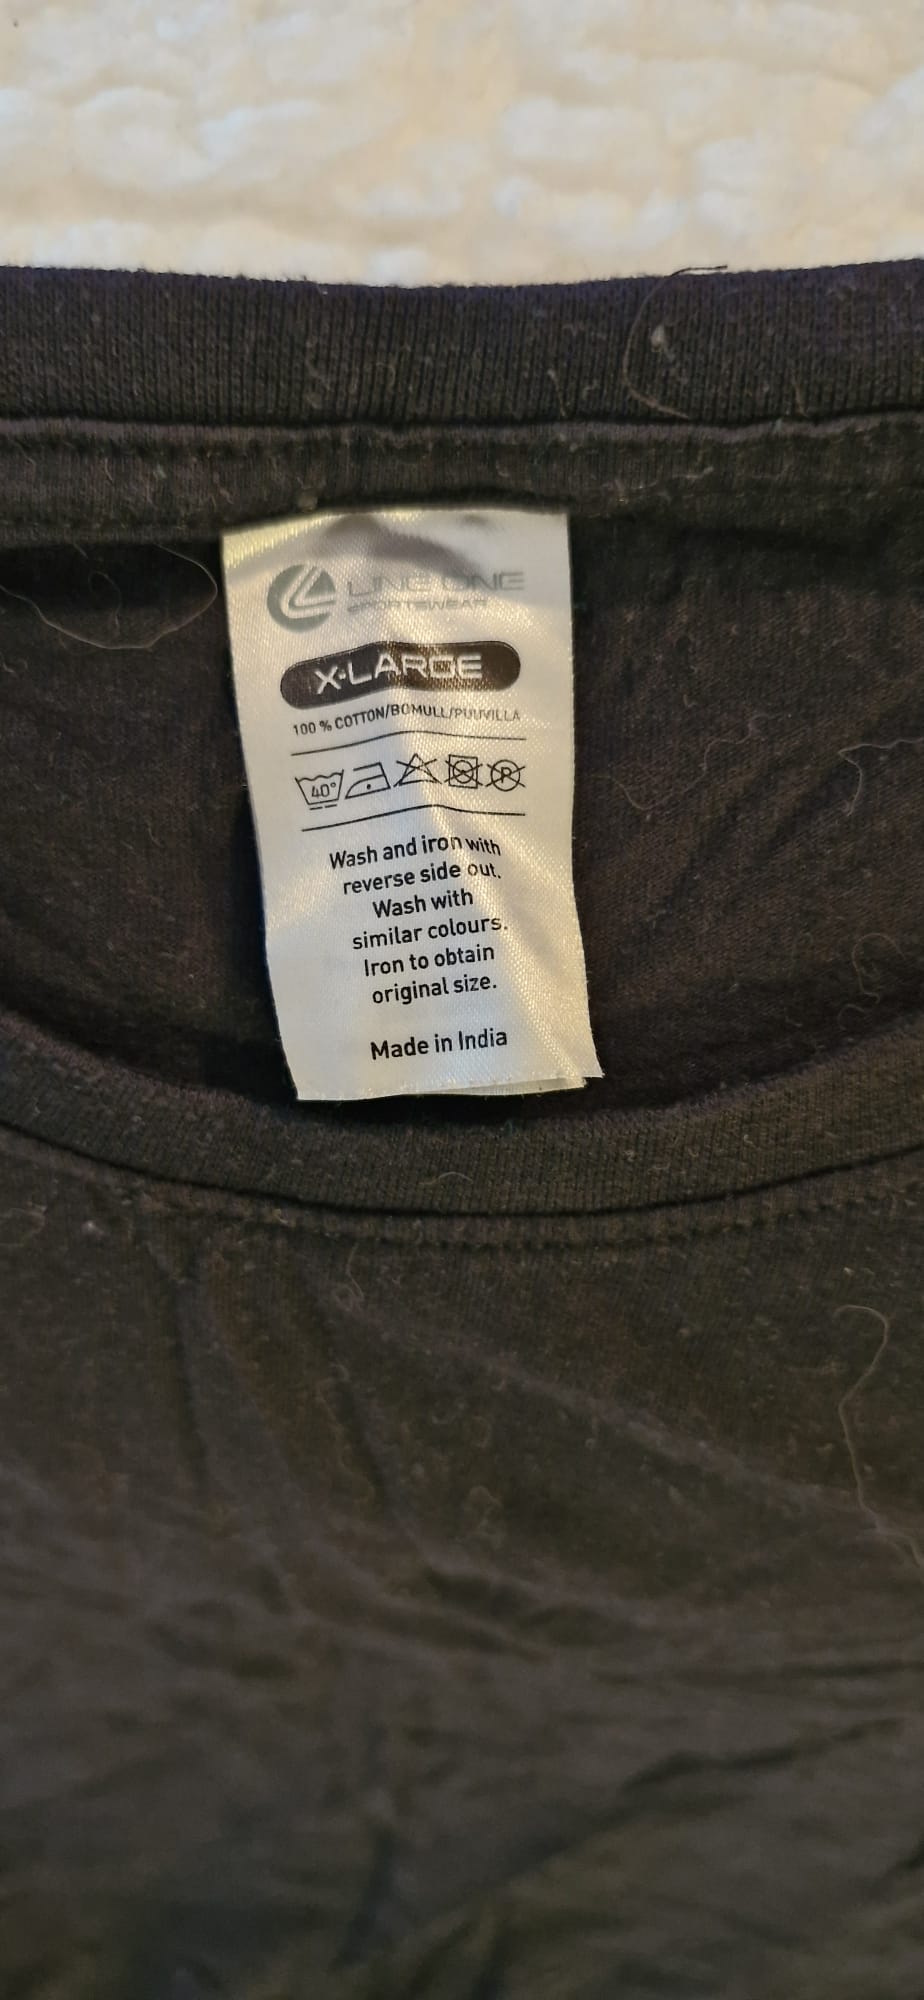 LINE ONE
SPORTSWEAR
X-LARGE
100 % COTTON/BOMULL/PUUVILLA
40°
P
Wash and iron with
reverse side out.
Wash with
similar colours.
Iron to obtain
original size.
Made in India